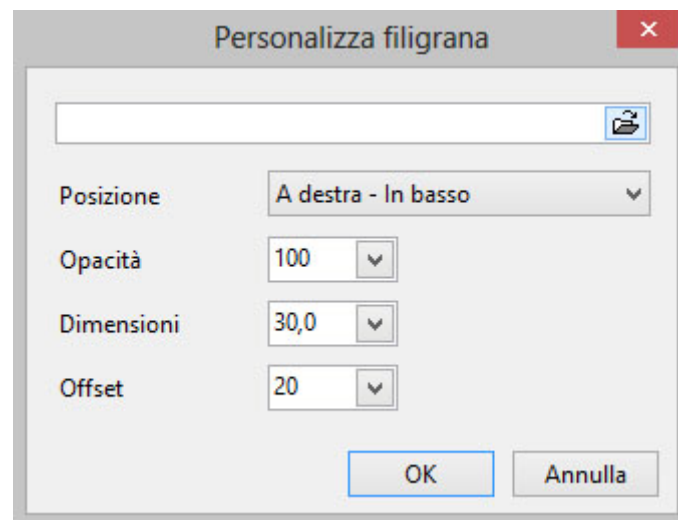 Personalizza filigrana
Posizione A destra - In basso
Opacità 100
Dimensioni 30,0
Offset 20
OK Annulla